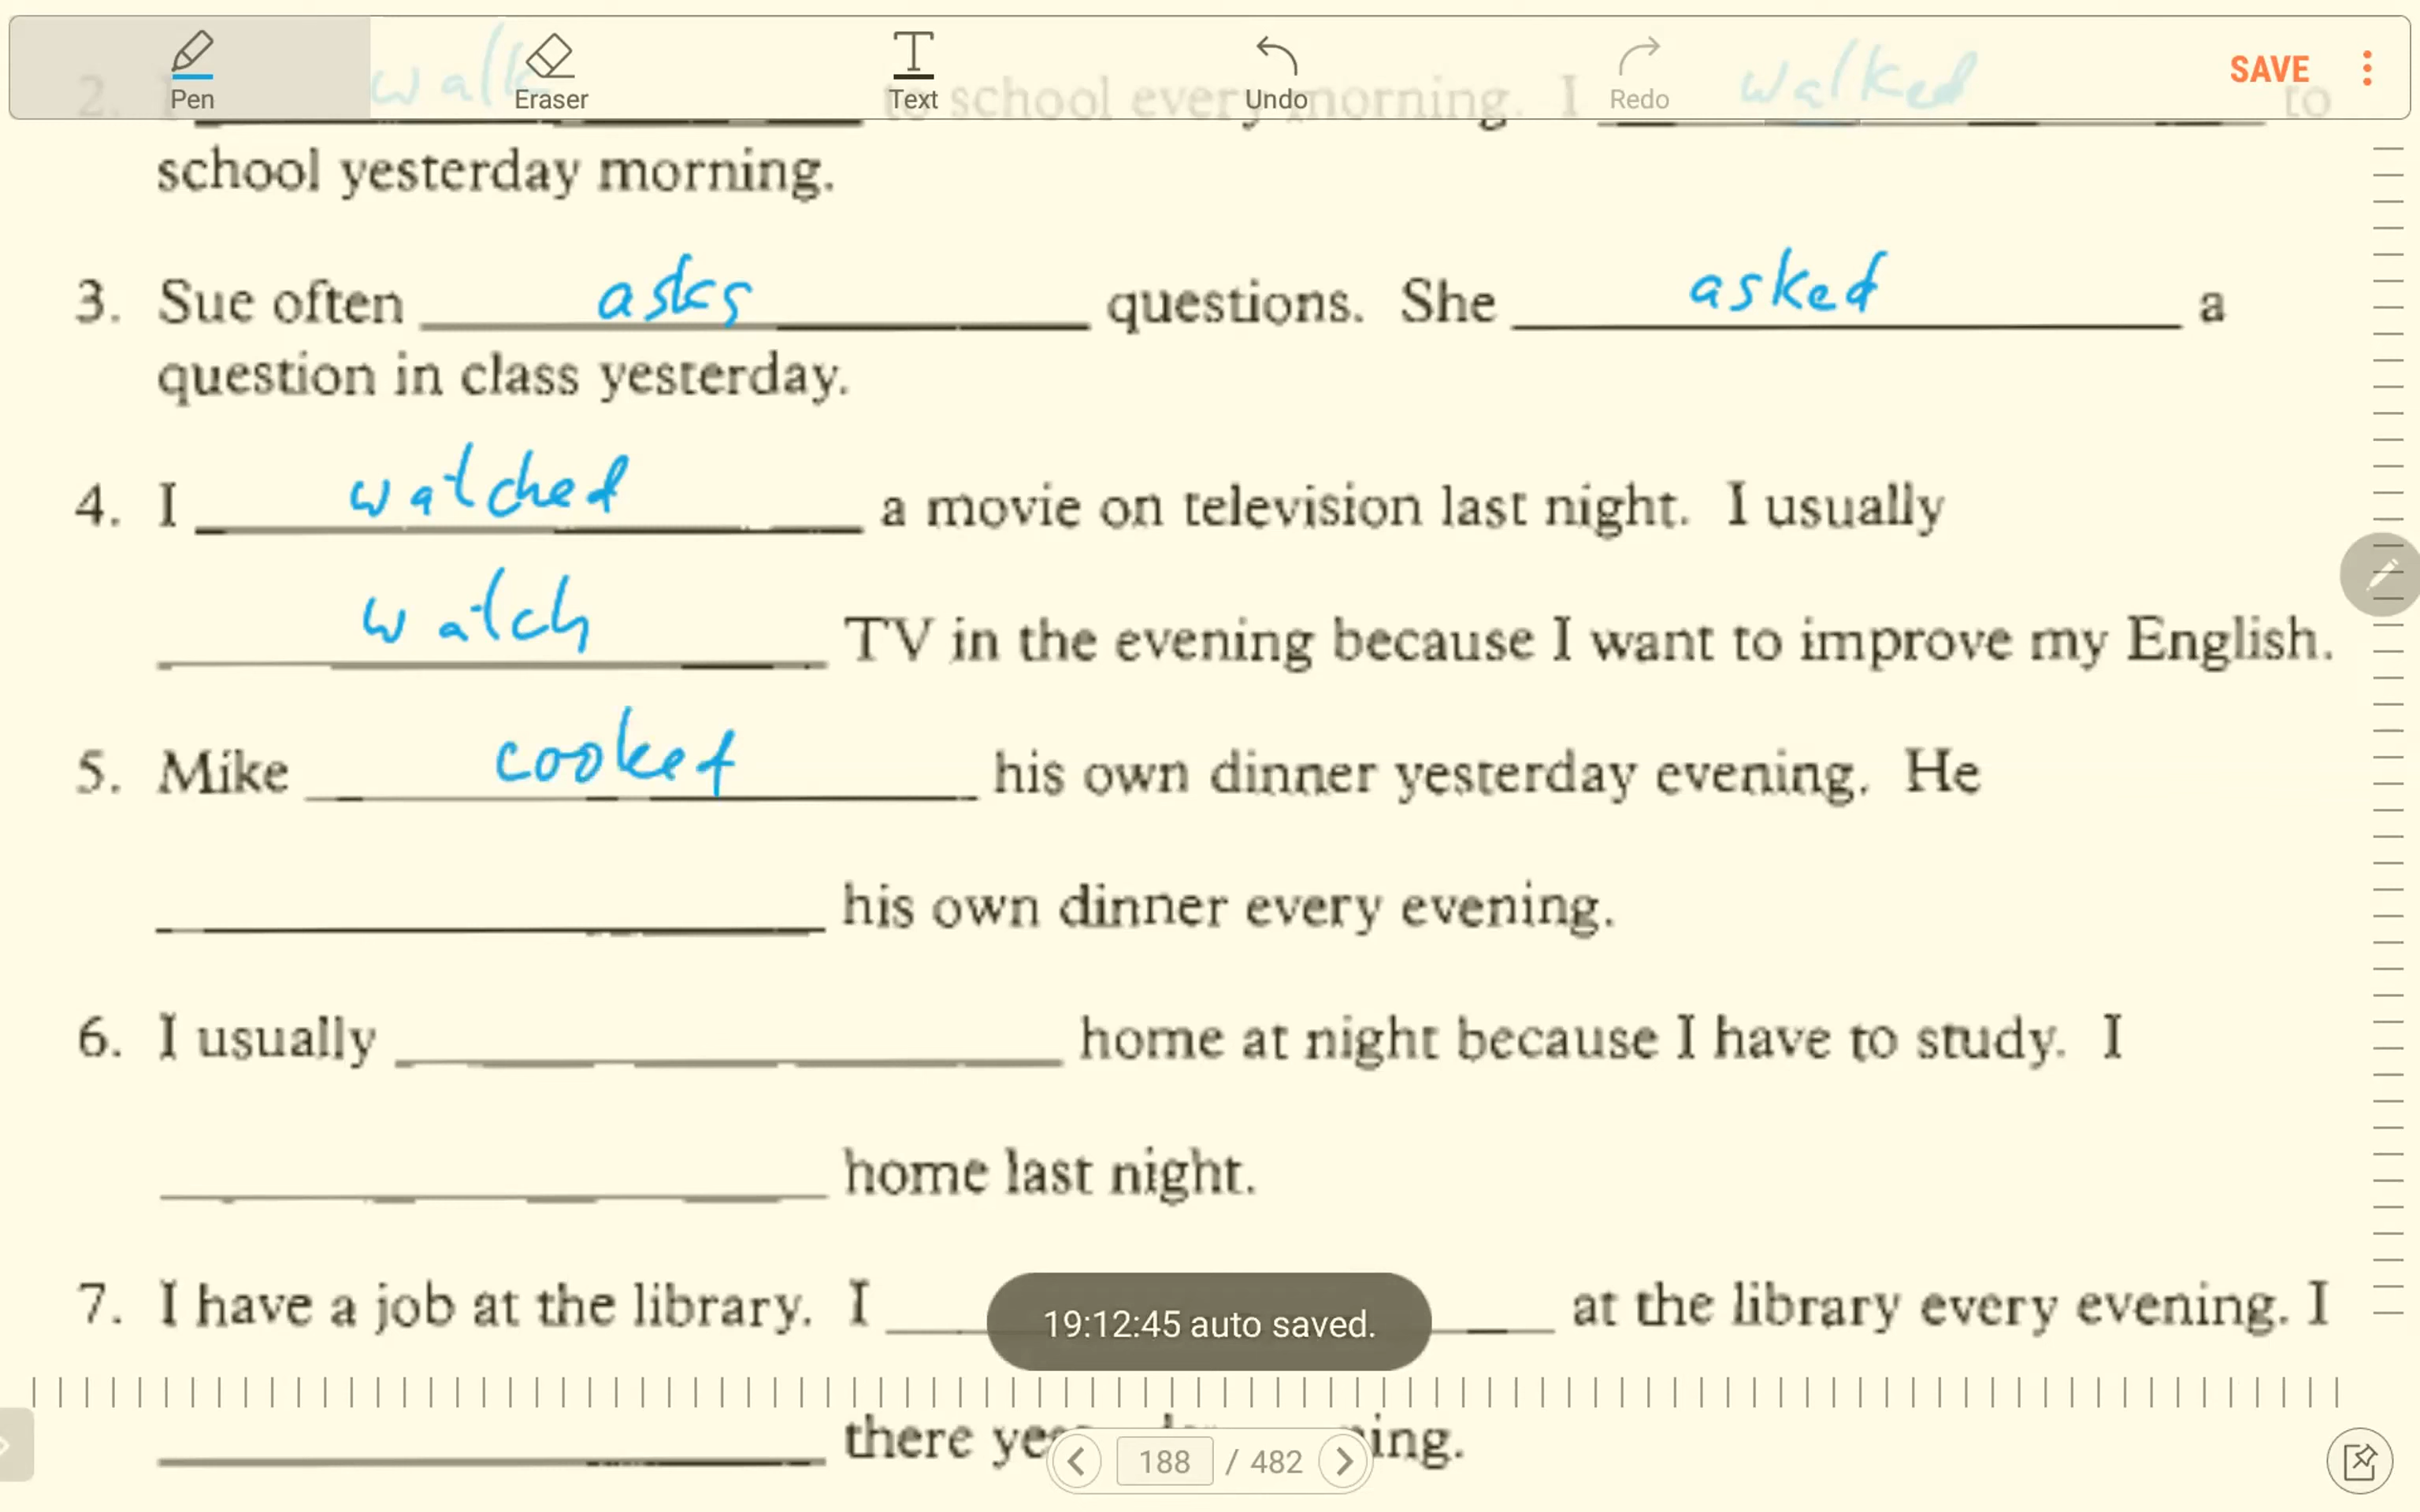 Pen Eraser Text Undo Redo SAVE
2. I walk to school every morning. I walked to
school yesterday morning.
3. Sue often asks questions. She asked a
question in class yesterday.
4. I watched a movie on television last night. I usually
watch TV in the evening because I want to improve my English.
5. Mike cooked his own dinner yesterday evening. He
his own dinner every evening.
6. I usually home at night because I have to study. I
home last night.
7. I have a job at the library. I at the library every evening. I
19:12:45 auto saved.
there
188 / 482